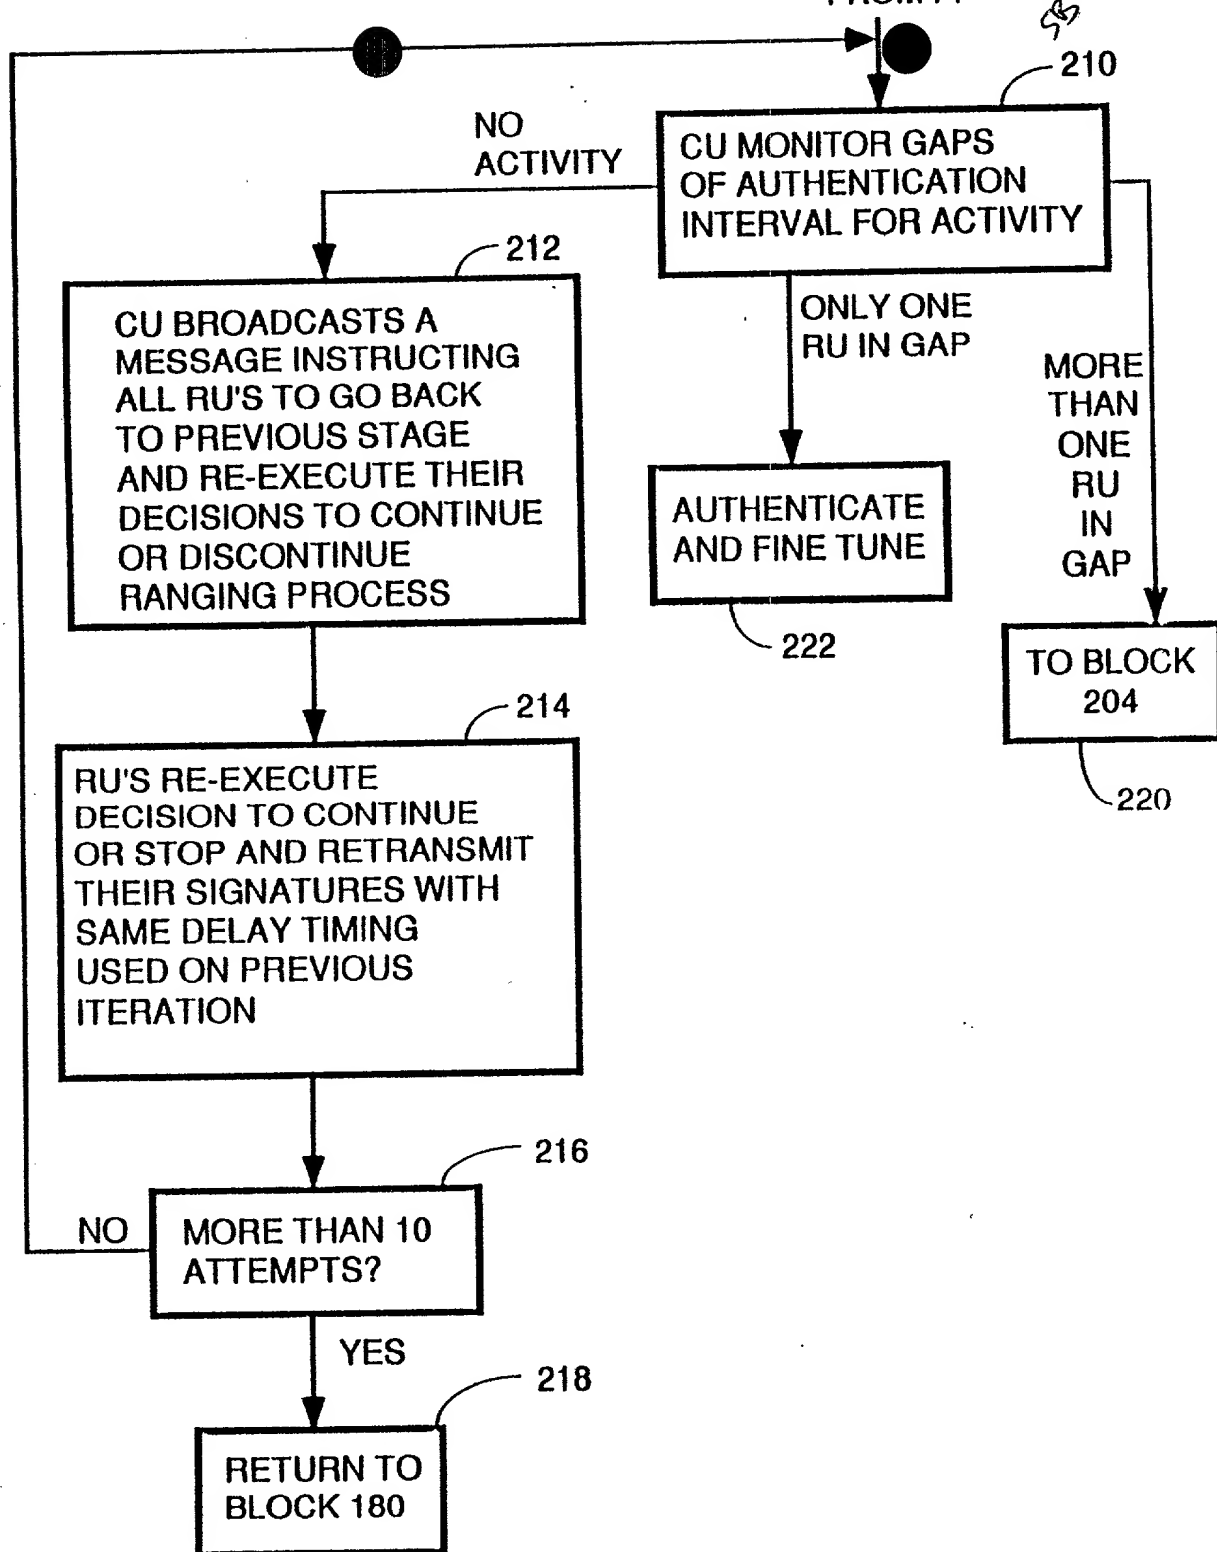 210
NO
ACTIVITY
CU MONITOR GAPS
OF AUTHENTICATION
INTERVAL FOR ACTIVITY
212
CU BROADCASTS A
MESSAGE INSTRUCTING
ALL RU'S TO GO BACK
TO PREVIOUS STAGE
AND RE-EXECUTE THEIR
DECISIONS TO CONTINUE
OR DISCONTINUE
RANGING PROCESS
ONLY ONE
RU IN GAP
MORE
THAN
ONE
RU
IN
GAP
AUTHENTICATE
AND FINE TUNE
222
TO BLOCK
204
220
214
RU'S RE-EXECUTE
DECISION TO CONTINUE
OR STOP AND RETRANSMIT
THEIR SIGNATURES WITH
SAME DELAY TIMING
USED ON PREVIOUS
ITERATION
216
NO
MORE THAN 10
ATTEMPTS?
YES
218
RETURN TO
BLOCK 180